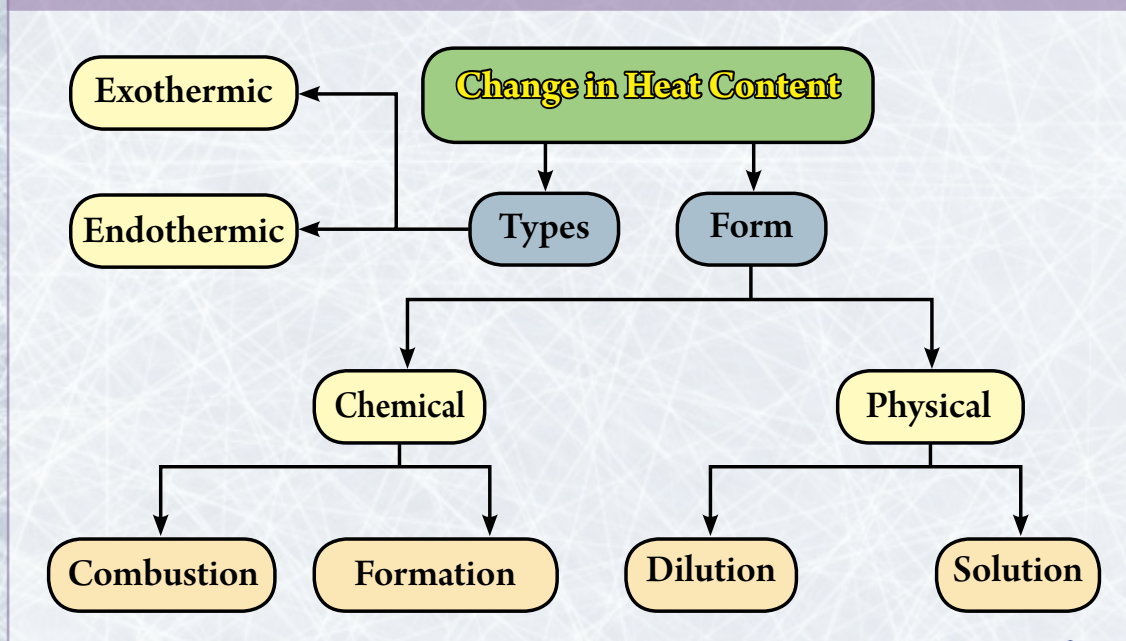 Change in Heat Content
Exothermic
Endothermic
Types
Form
Chemical
Physical
Combustion
Formation
Dilution
Solution